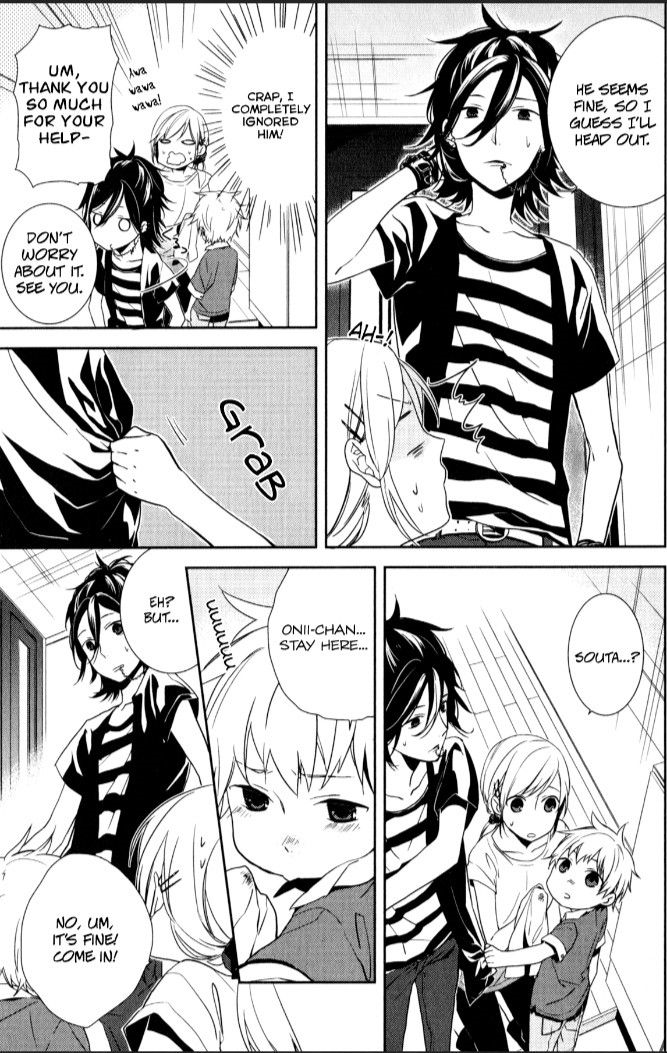 HE SEEMS
FINE, SO I
GUESS I'LL
HEAD OUT.
AH-!
CRAP, I
COMPLETELY
IGNORED
HIM!
Awa
wawa
wawa!
UM,
THANK YOU
SO MUCH
FOR YOUR
HELP-
DON'T
WORRY
ABOUT IT.
SEE YOU.
Grab
SOUTA...?
ONII-CHAN...
STAY HERE...
uuuuuu
EH?
BUT...
NO, UM,
IT'S FINE!
COME IN!